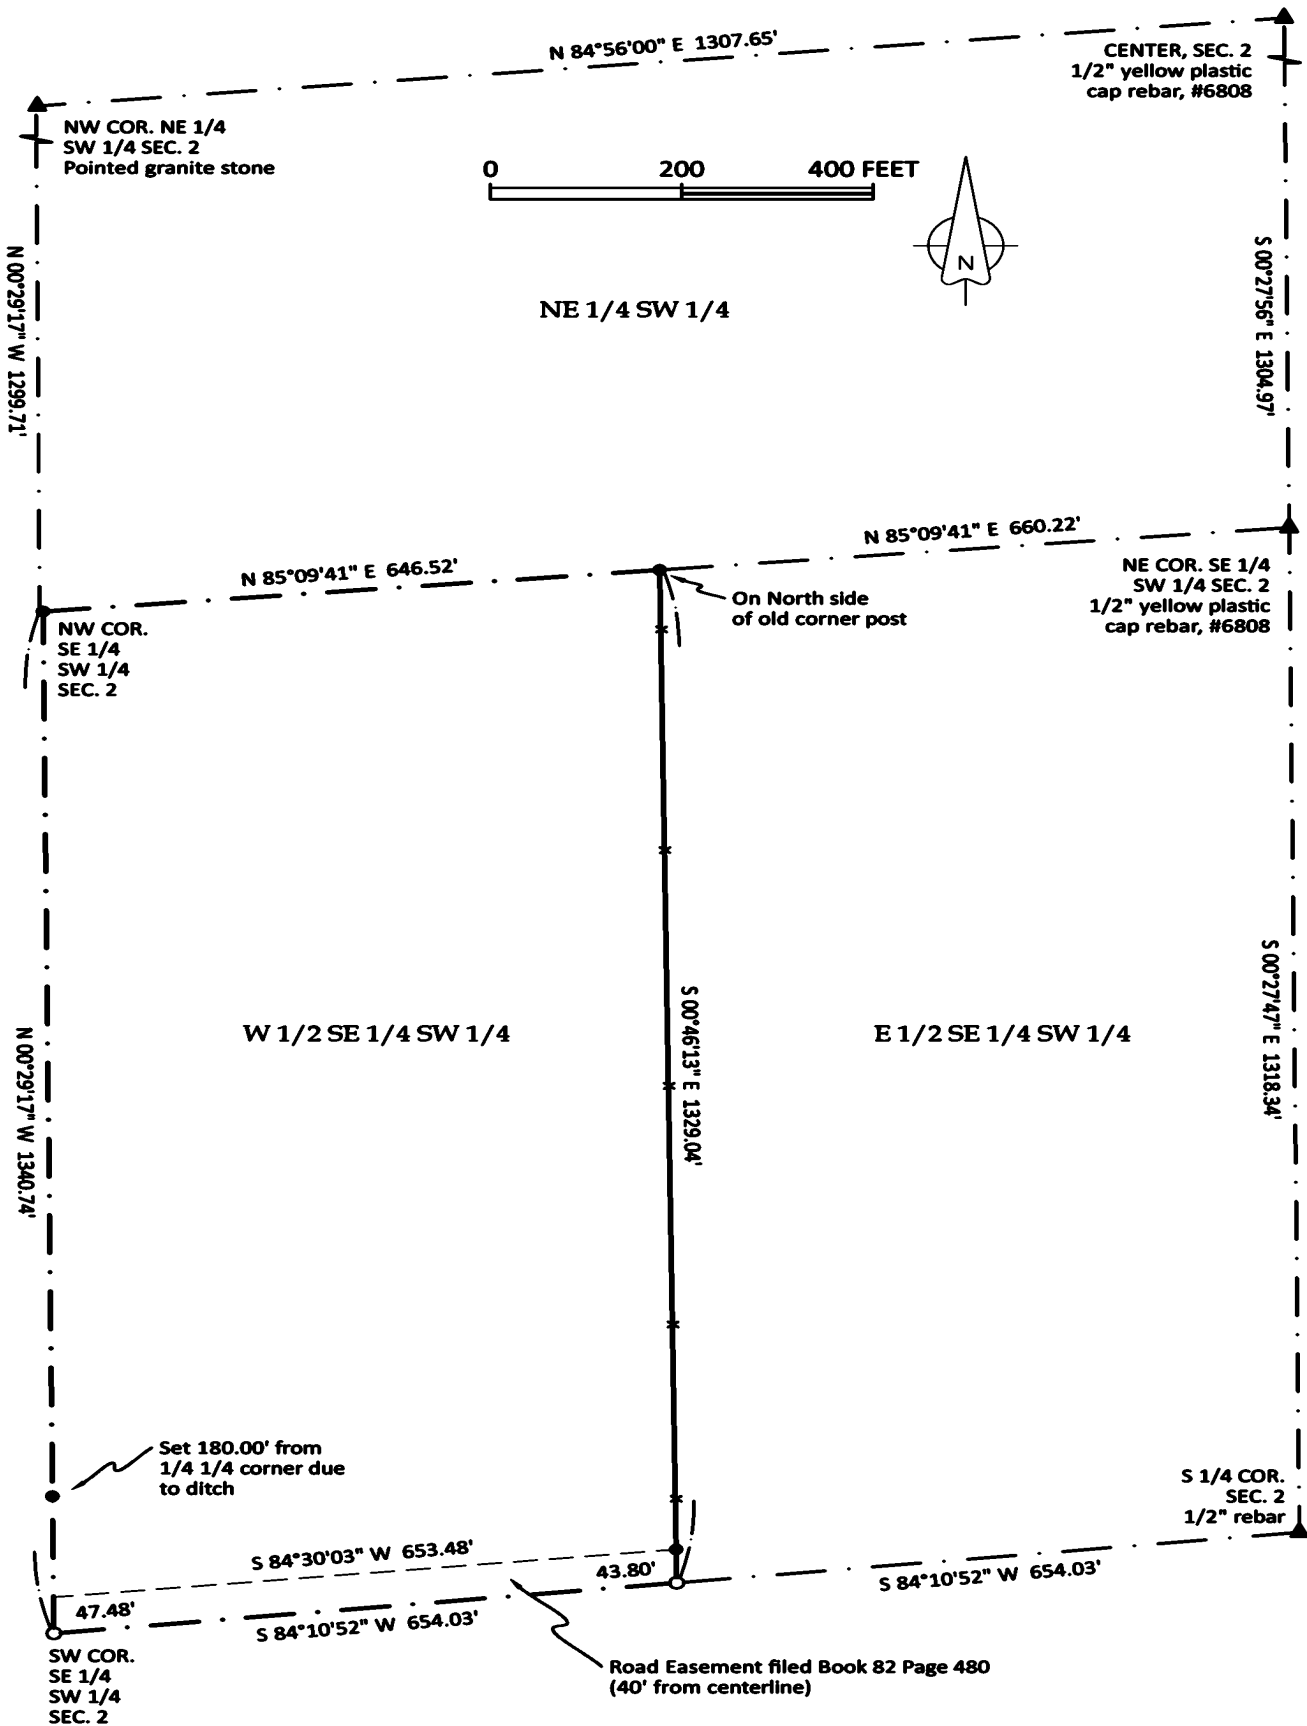 N 84°56'00" E 1307.65'
CENTER, SEC. 2
1/2" yellow plastic
cap rebar, #6808
NW COR. NE 1/4
SW 1/4 SEC. 2
Pointed granite stone
0 200 400 FEET
N
N 00°29'17" W 1299.71'
S 00°27'56" E 1304.97'
NE 1/4 SW 1/4
N 85°09'41" E 646.52'
N 85°09'41" E 660.22'
On North side
of old corner post
NE COR. SE 1/4
SW 1/4 SEC. 2
1/2" yellow plastic
cap rebar, #6808
NW COR.
SE 1/4
SW 1/4
SEC. 2
W 1/2 SE 1/4 SW 1/4
E 1/2 SE 1/4 SW 1/4
N 00°29'17" W 1340.74'
S 00°46'13" E 1329.04'
S 00°27'47" E 1318.34'
Set 180.00' from
1/4 1/4 corner due
to ditch
S 1/4 COR.
SEC. 2
1/2" rebar
S 84°30'03" W 653.48'
43.80'
47.48'
S 84°10'52" W 654.03'
S 84°10'52" W 654.03'
SW COR.
SE 1/4
SW 1/4
SEC. 2
Road Easement filed Book 82 Page 480
(40' from centerline)